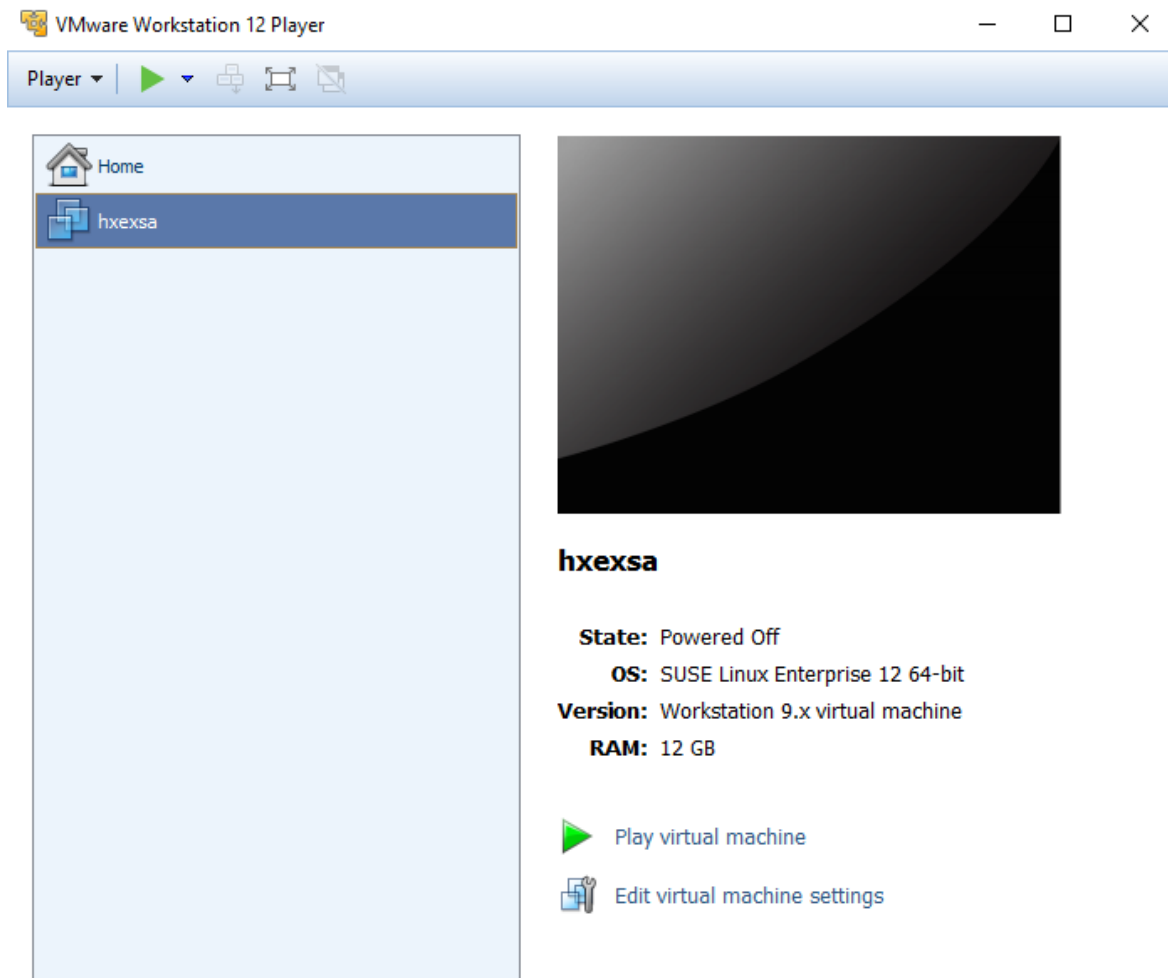 VMware Workstation 12 Player
Player
Home
hxexsa
hxexsa
State: Powered Off
OS: SUSE Linux Enterprise 12 64-bit
Version: Workstation 9.x virtual machine
RAM: 12 GB
Play virtual machine
Edit virtual machine settings